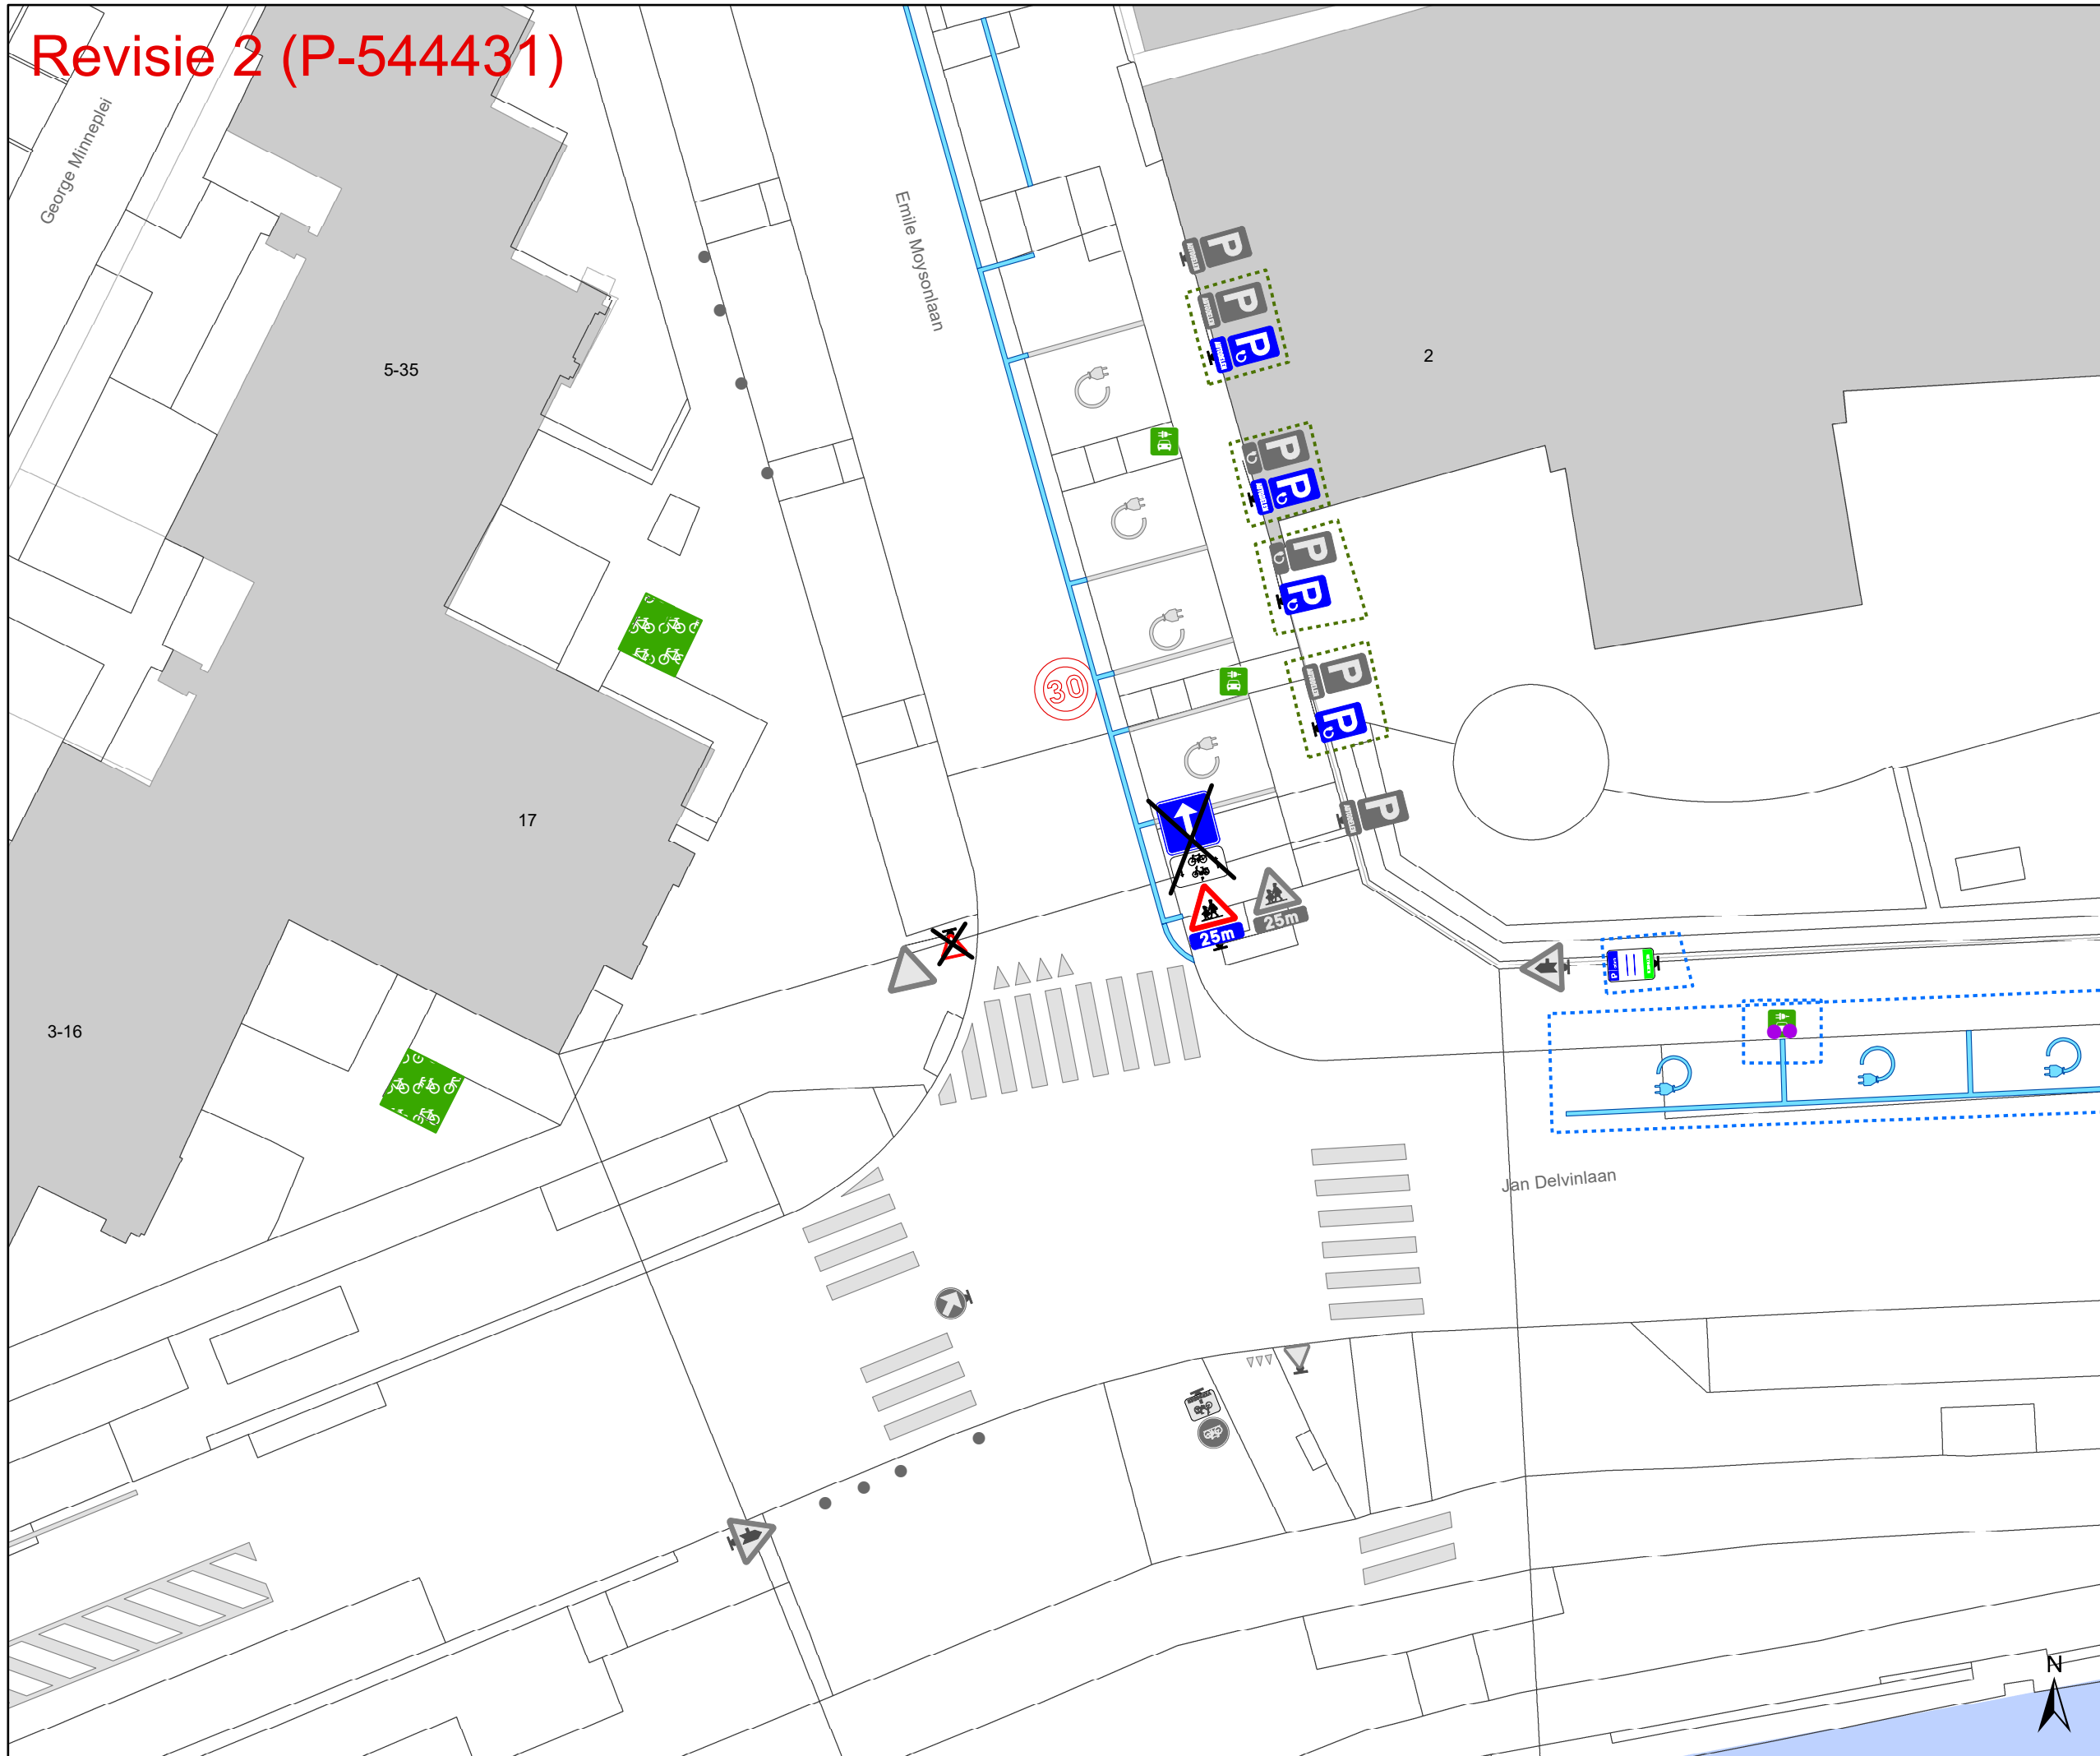 Revisie 2 (P-544431)
George Minneplei
Emile Moysonlaan
5-35
2
P
P
P
P
P
P
P
P
P
P
30
17
25m
25m
3-16
P
Jan Delvinlaan
N